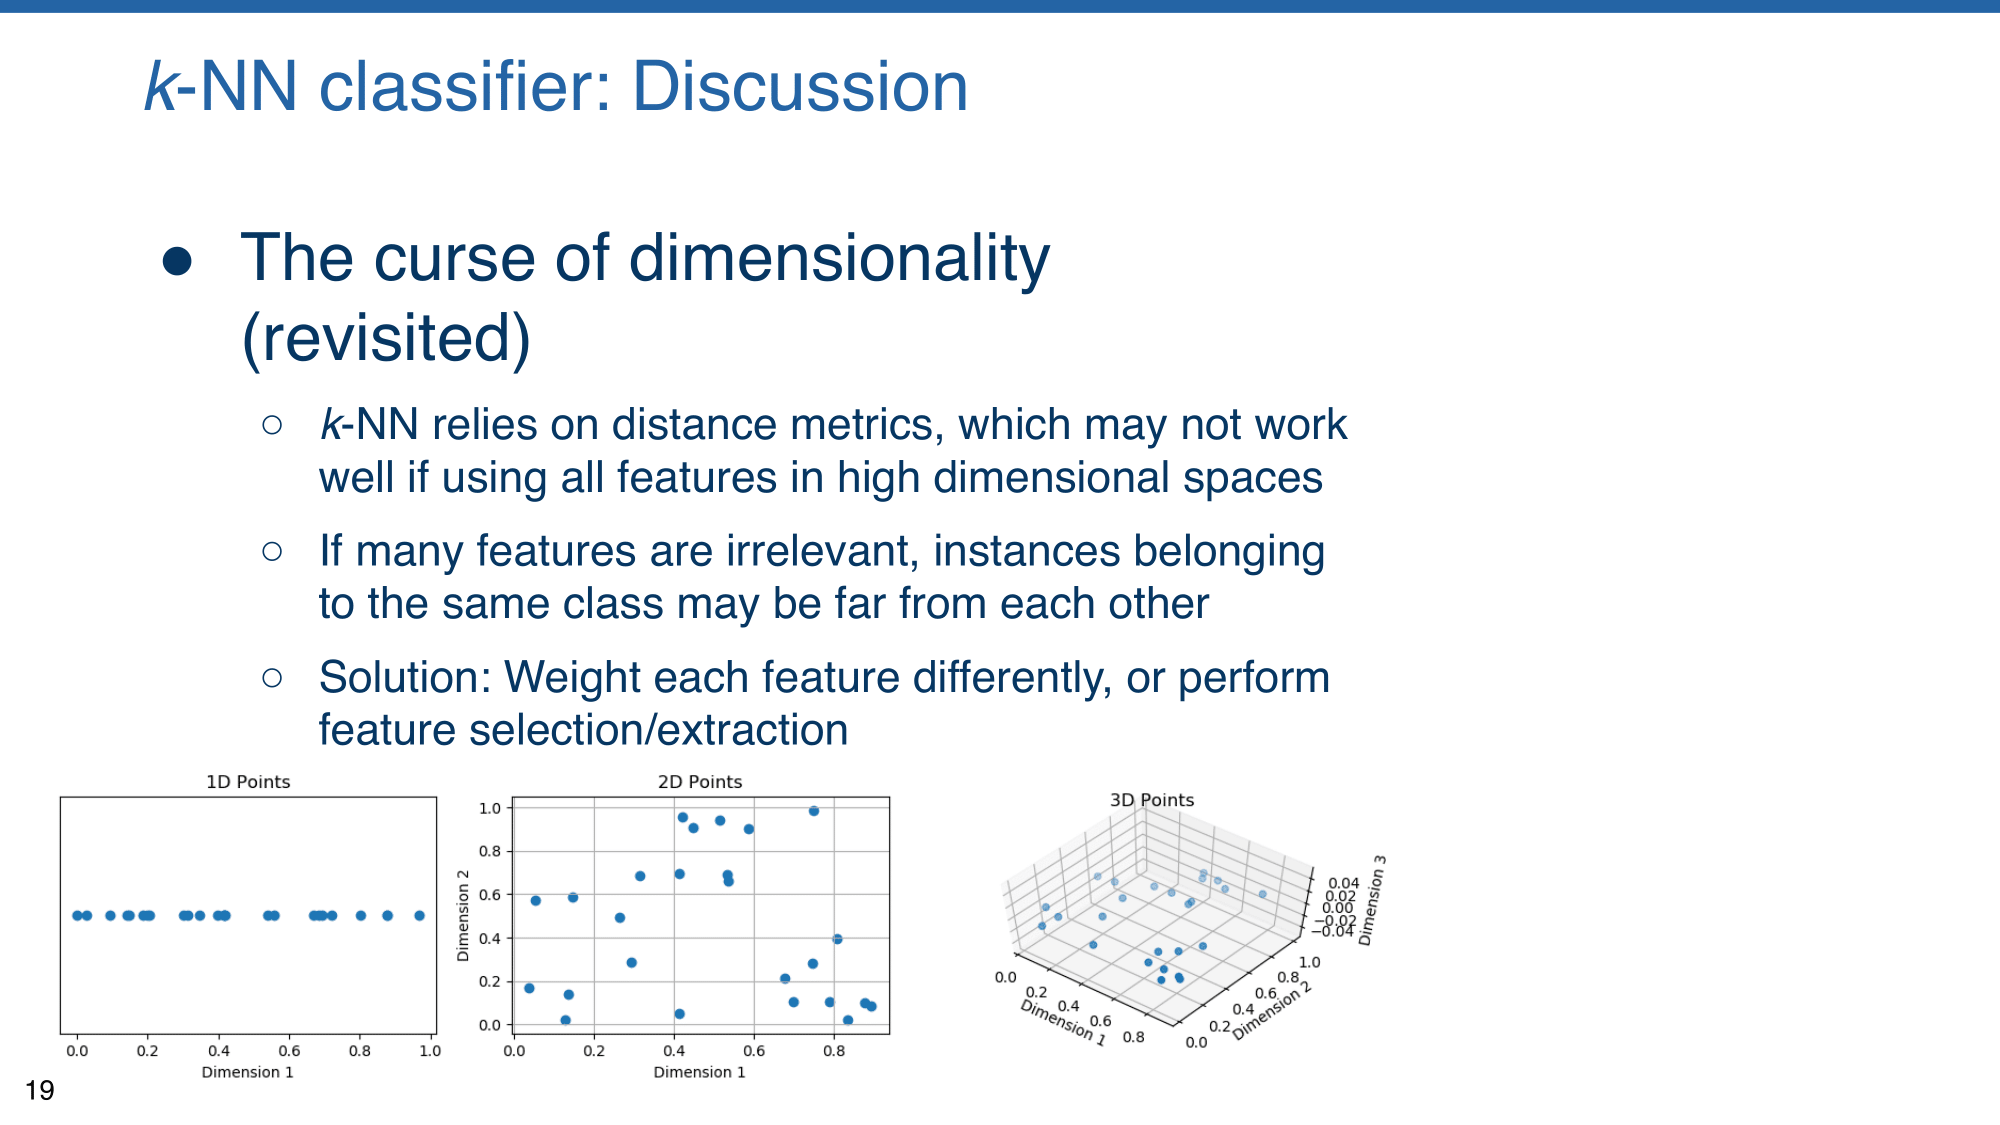 k-NN classifier: Discussion
● The curse of dimensionality
(revisited)
○ k-NN relies on distance metrics, which may not work
well if using all features in high dimensional spaces
○ If many features are irrelevant, instances belonging
to the same class may be far from each other
○ Solution: Weight each feature differently, or perform
feature selection/extraction
1D Points
0.0 0.2 0.4 0.6 0.8 1.0
Dimension 1
2D Points
1.0
0.8
0.6
0.4
0.2
0.0
Dimension 2
0.0 0.2 0.4 0.6 0.8
Dimension 1
3D Points
0.04
0.02
0.00
−0.02
−0.04
Dimension 3
0.0 0.2 0.4 0.6 0.8
Dimension 1
0.0 0.2 0.4 0.6 0.8 1.0
Dimension 2
19